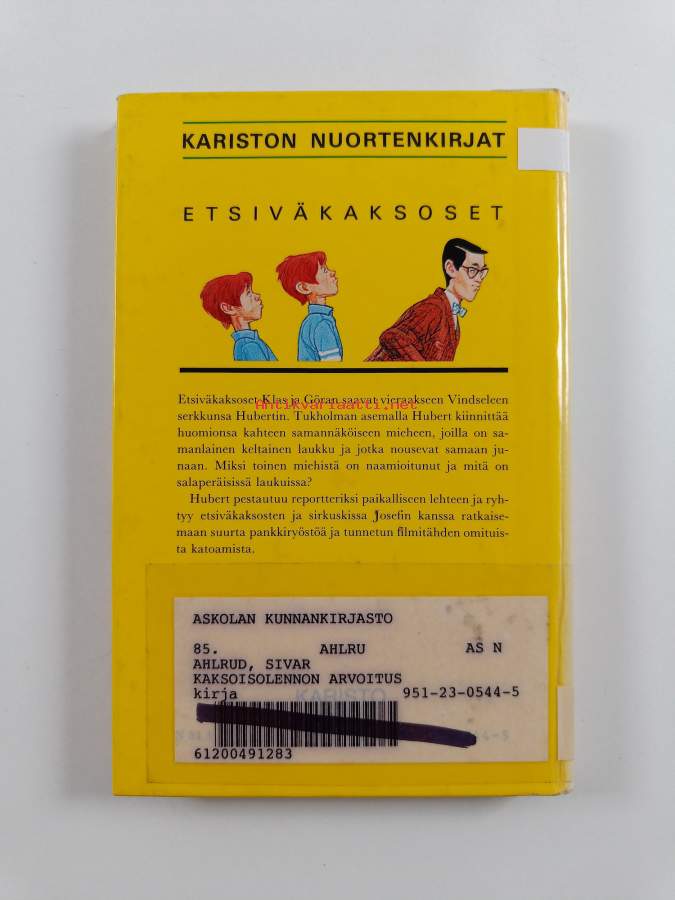 KARISTON NUORTENKIRJAT
ETSIVÄKAKSOSET
Etsiväkaksoset Klas ja Göran saavat vieraakseen Vindseleen
Antikvariaatti.net
serkkunsa Hubertin. Tukholman asemalla Hubert kiinnittää
huomionsa kahteen samannäköiseen mieheen, joilla on sa-
manlainen keltainen laukku ja jotka nousevat samaan ju-
naan. Miksi toinen miehistä on naamioitunut ja mitä on
salaperäisissä laukuissa?
Hubert pestautuu reportteriksi paikalliseen lehteen ja ryh-
tyy etsiväkaksosten ja sirkuskissa Josefin kanssa ratkaise-
maan suurta pankkiryöstöä ja tunnetun filmitähden omituis-
ta katoamista.
ASKOLAN KUNNANKIRJASTO
85. AHLRU AS N
AHLRUD, SIVAR
KAKSOISOLENNON ARVOITUS
kirja 951-23-0544-5
KARISTO
61200491283